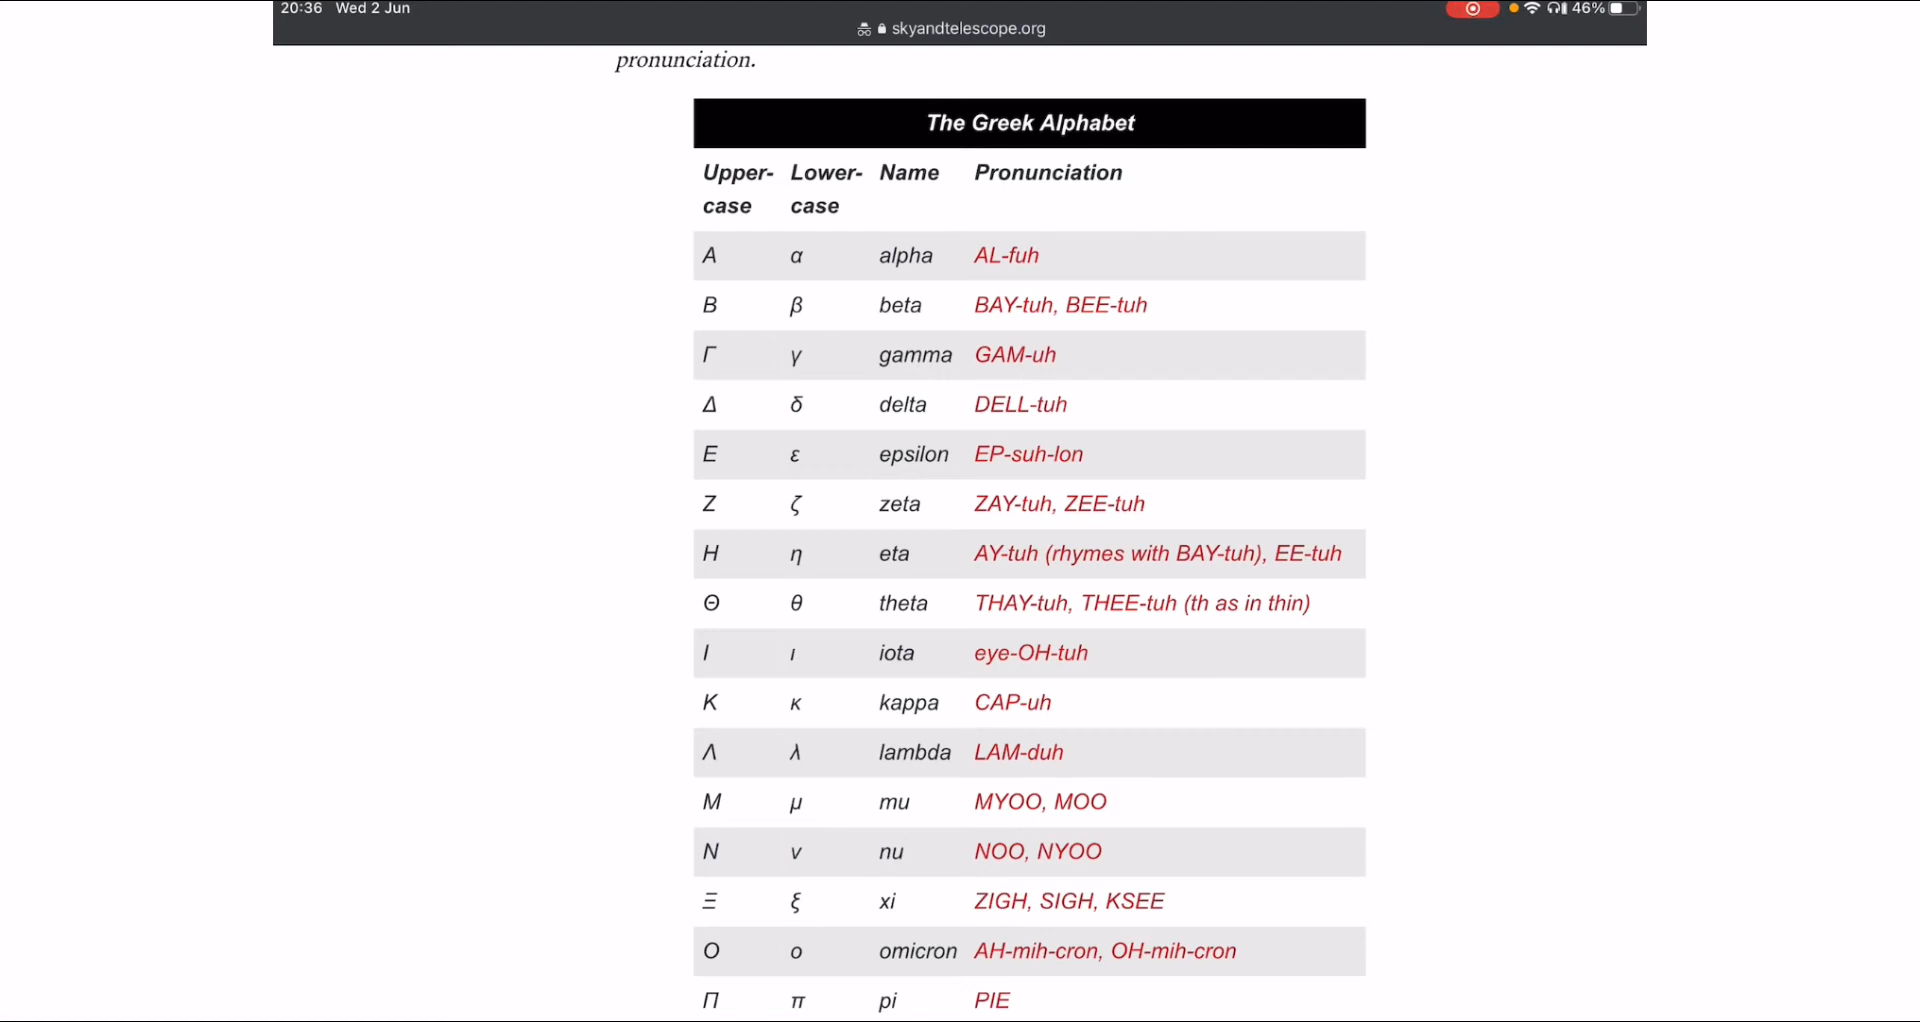 20:36 Wed 2 Jun
46%
skyandtelescope.org
pronunciation.
The Greek Alphabet
Upper-case Lower-case Name Pronunciation
Α α alpha AL-fuh
Β β beta BAY-tuh, BEE-tuh
Γ γ gamma GAM-uh
Δ δ delta DELL-tuh
Ε ε epsilon EP-suh-lon
Ζ ζ zeta ZAY-tuh, ZEE-tuh
Η η eta AY-tuh (rhymes with BAY-tuh), EE-tuh
Θ θ theta THAY-tuh, THEE-tuh (th as in thin)
Ι ι iota eye-OH-tuh
Κ κ kappa CAP-uh
Λ λ lambda LAM-duh
Μ μ mu MYOO, MOO
Ν ν nu NOO, NYOO
Ξ ξ xi ZIGH, SIGH, KSEE
Ο ο omicron AH-mih-cron, OH-mih-cron
Π π pi PIE